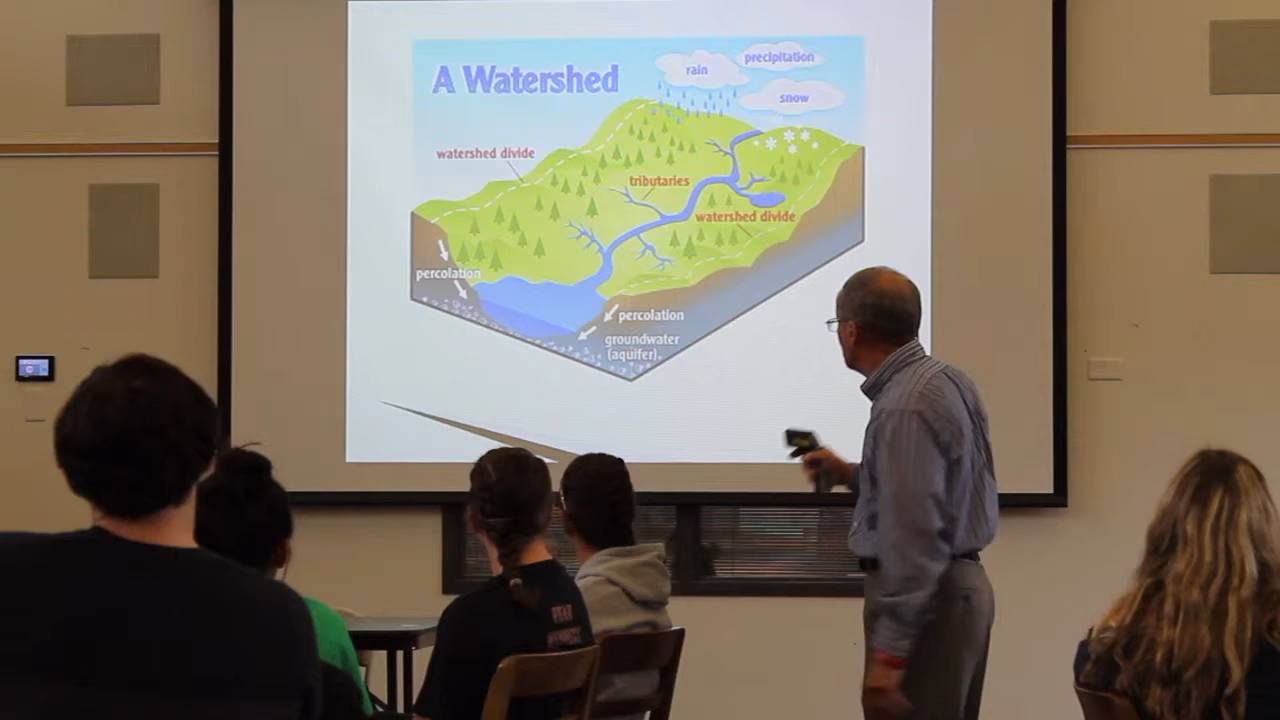 A Watershed
rain
precipitation
snow
watershed divide
tributaries
watershed divide
percolation
percolation
groundwater
(aquifer)